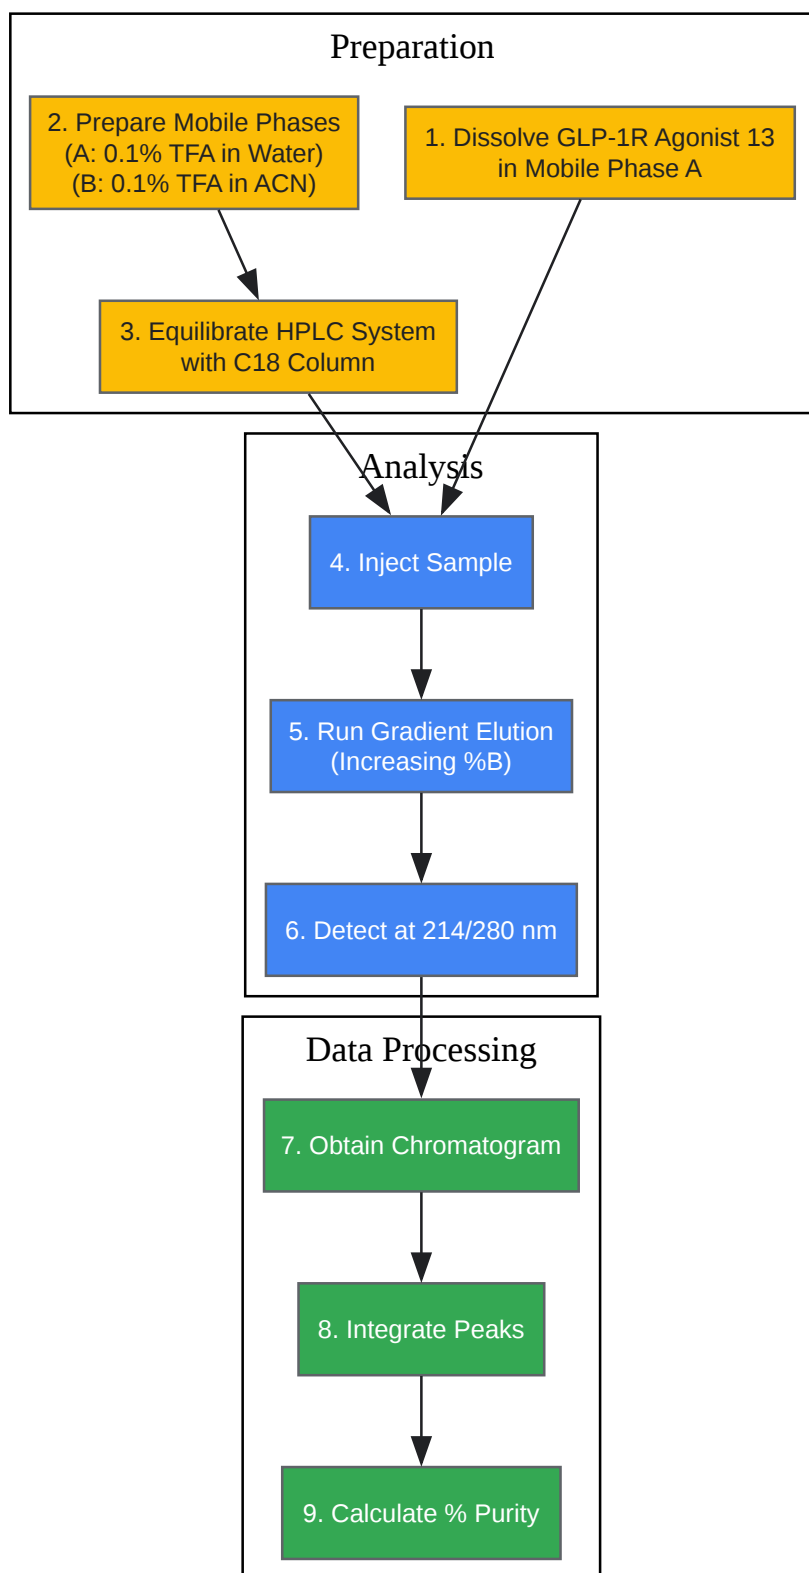 Preparation
2. Prepare Mobile Phases
(A: 0.1% TFA in Water)
(B: 0.1% TFA in ACN)
1. Dissolve GLP-1R Agonist 13
in Mobile Phase A
3. Equilibrate HPLC System
with C18 Column
Analysis
4. Inject Sample
5. Run Gradient Elution
(Increasing %B)
6. Detect at 214/280 nm
Data Processing
7. Obtain Chromatogram
8. Integrate Peaks
9. Calculate % Purity